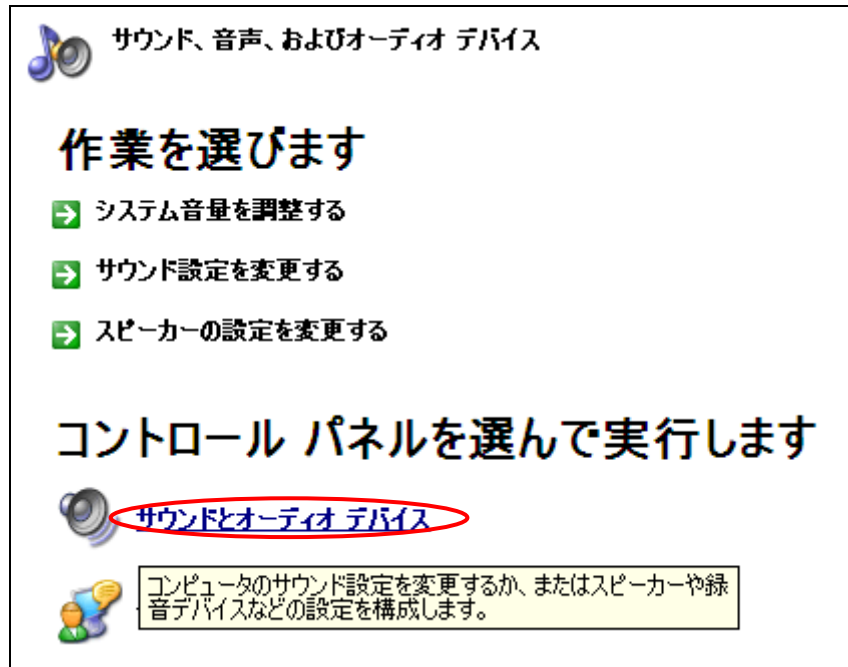 サウンド、音声、およびオーディオ デバイス
作業を選びます
システム音量を調整する
サウンド設定を変更する
スピーカーの設定を変更する
コントロール パネルを選んで実行します
サウンドとオーディオ デバイス
コンピュータのサウンド設定を変更するか、またはスピーカーや録
音デバイスなどの設定を構成します。